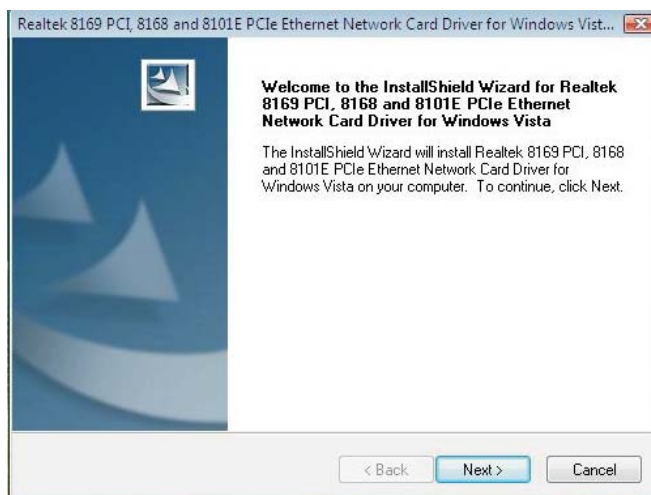 Realtek 8169 PCI, 8168 and 8101E PCIe Ethernet Network Card Driver for Windows Vist...
Welcome to the InstallShield Wizard for Realtek
8169 PCI, 8168 and 8101E PCIe Ethernet
Network Card Driver for Windows Vista
The InstallShield Wizard will install Realtek 8169 PCI, 8168
and 8101E PCIe Ethernet Network Card Driver for
Windows Vista on your computer. To continue, click Next.
< Back
Next >
Cancel